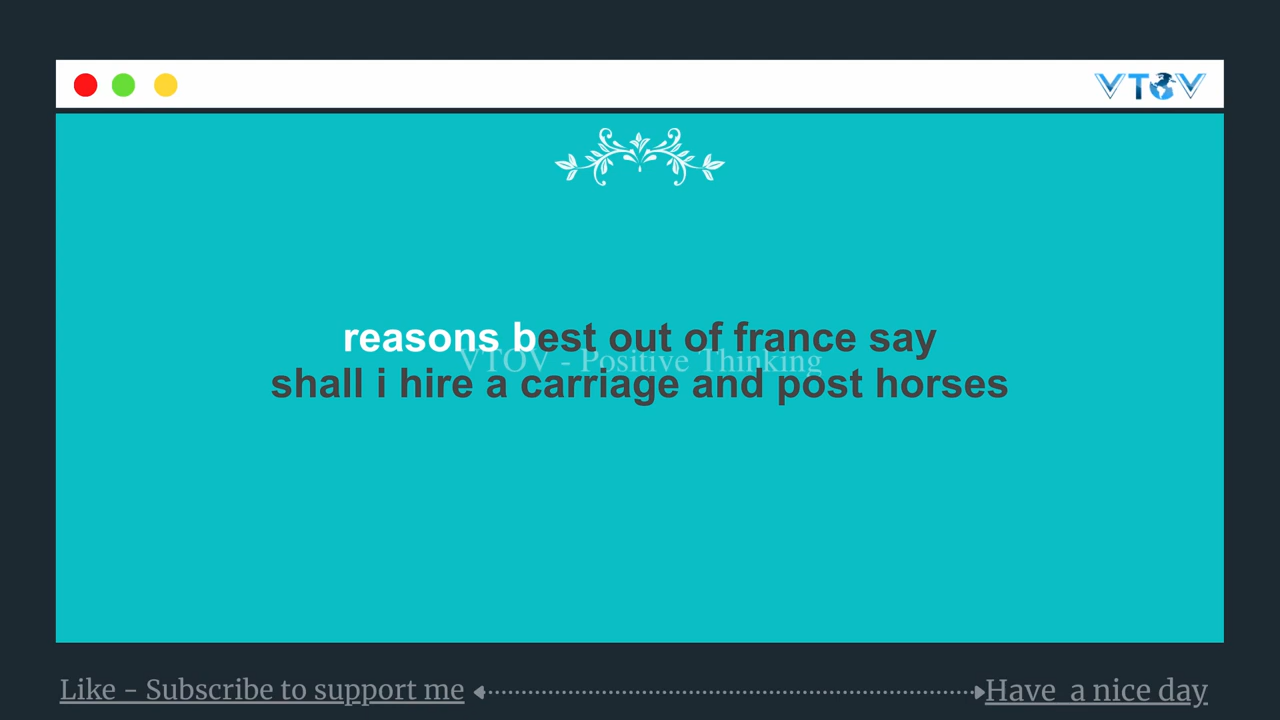 VTOV
reasons best out of france say
VTOV - Positive Thinking
shall i hire a carriage and post horses
Like - Subscribe to support me
Have a nice day